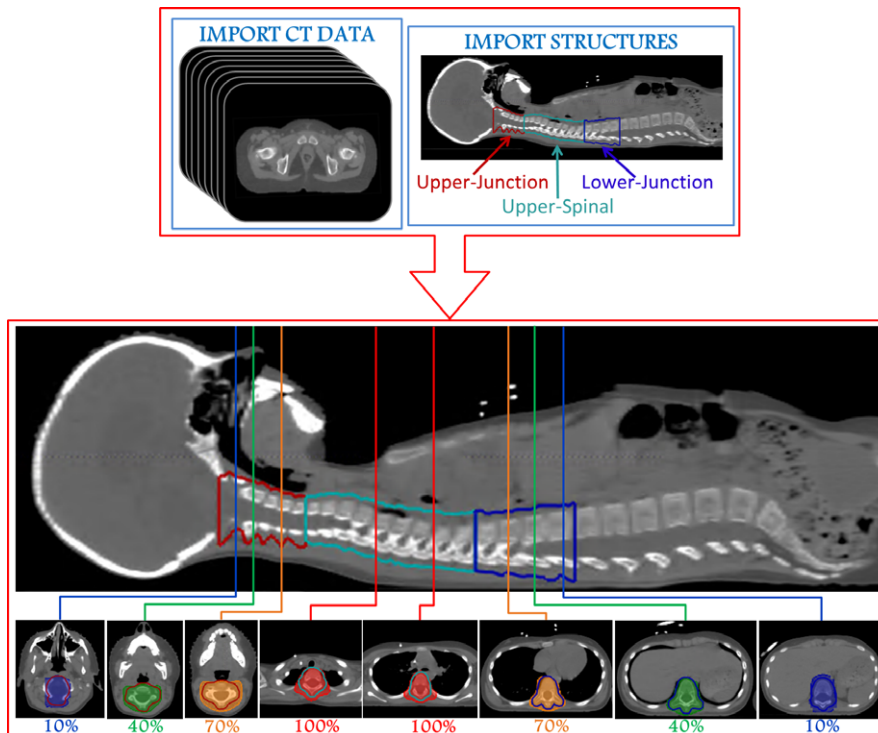 IMPORT CT DATA
IMPORT STRUCTURES
Upper-Junction
Lower-Junction
Upper-Spinal
10%
40%
70%
100%
100%
70%
40%
10%